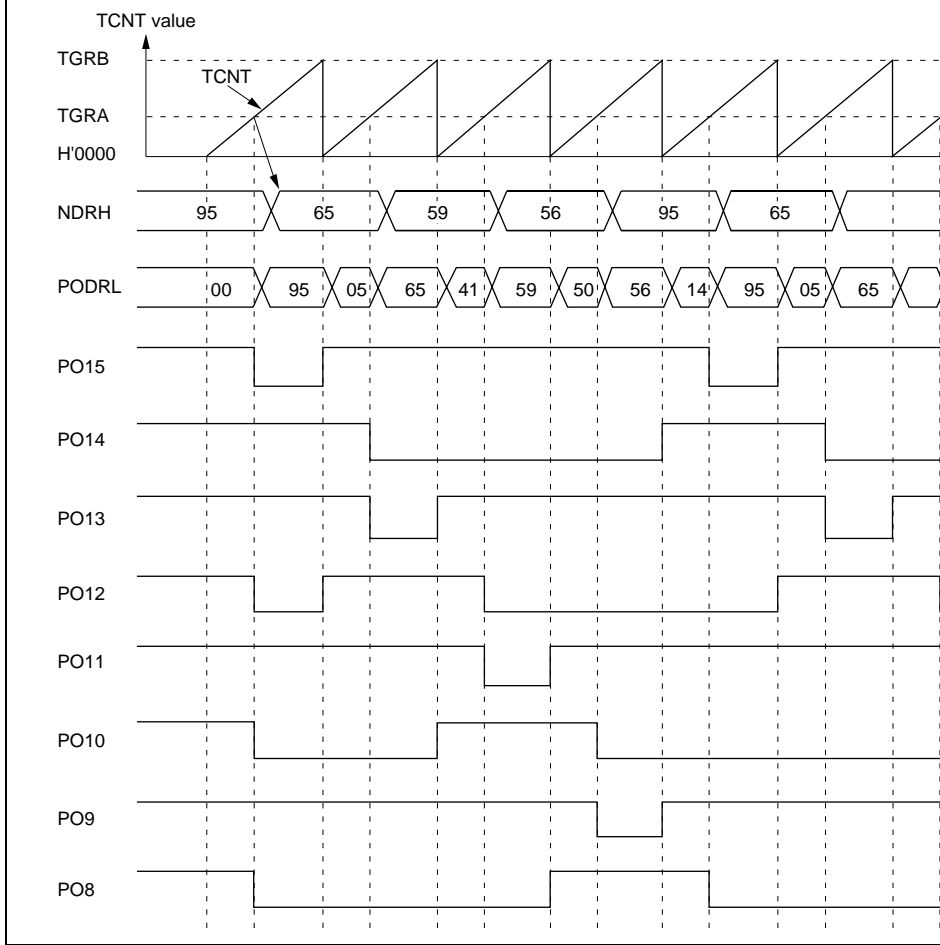 TCNT value
TGRB
TCNT
TGRA
H'0000
NDRH 95 65 59 56 95 65
PODRL 00 95 05 65 41 59 50 56 14 95 05 65
PO15
PO14
PO13
PO12
PO11
PO10
PO9
PO8